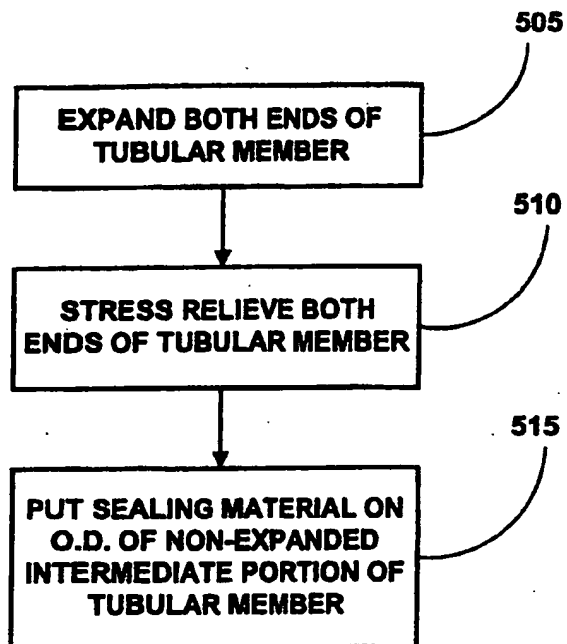 505
EXPAND BOTH ENDS OF
TUBULAR MEMBER
510
STRESS RELIEVE BOTH
ENDS OF TUBULAR MEMBER
515
PUT SEALING MATERIAL ON
O.D. OF NON-EXPANDED
INTERMEDIATE PORTION OF
TUBULAR MEMBER